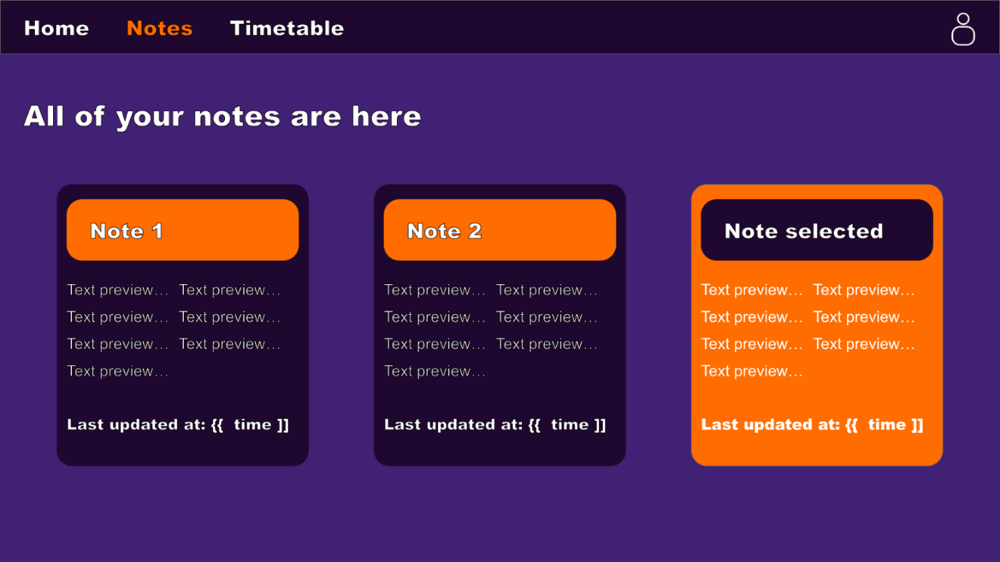 Home Notes Timetable
All of your notes are here
Note 1
Text preview… Text preview…
Text preview… Text preview…
Text preview… Text preview…
Text preview…
Last updated at: {{ time ]]
Note 2
Text preview… Text preview…
Text preview… Text preview…
Text preview… Text preview…
Text preview…
Last updated at: {{ time ]]
Note selected
Text preview… Text preview…
Text preview… Text preview…
Text preview… Text preview…
Text preview…
Last updated at: {{ time ]]